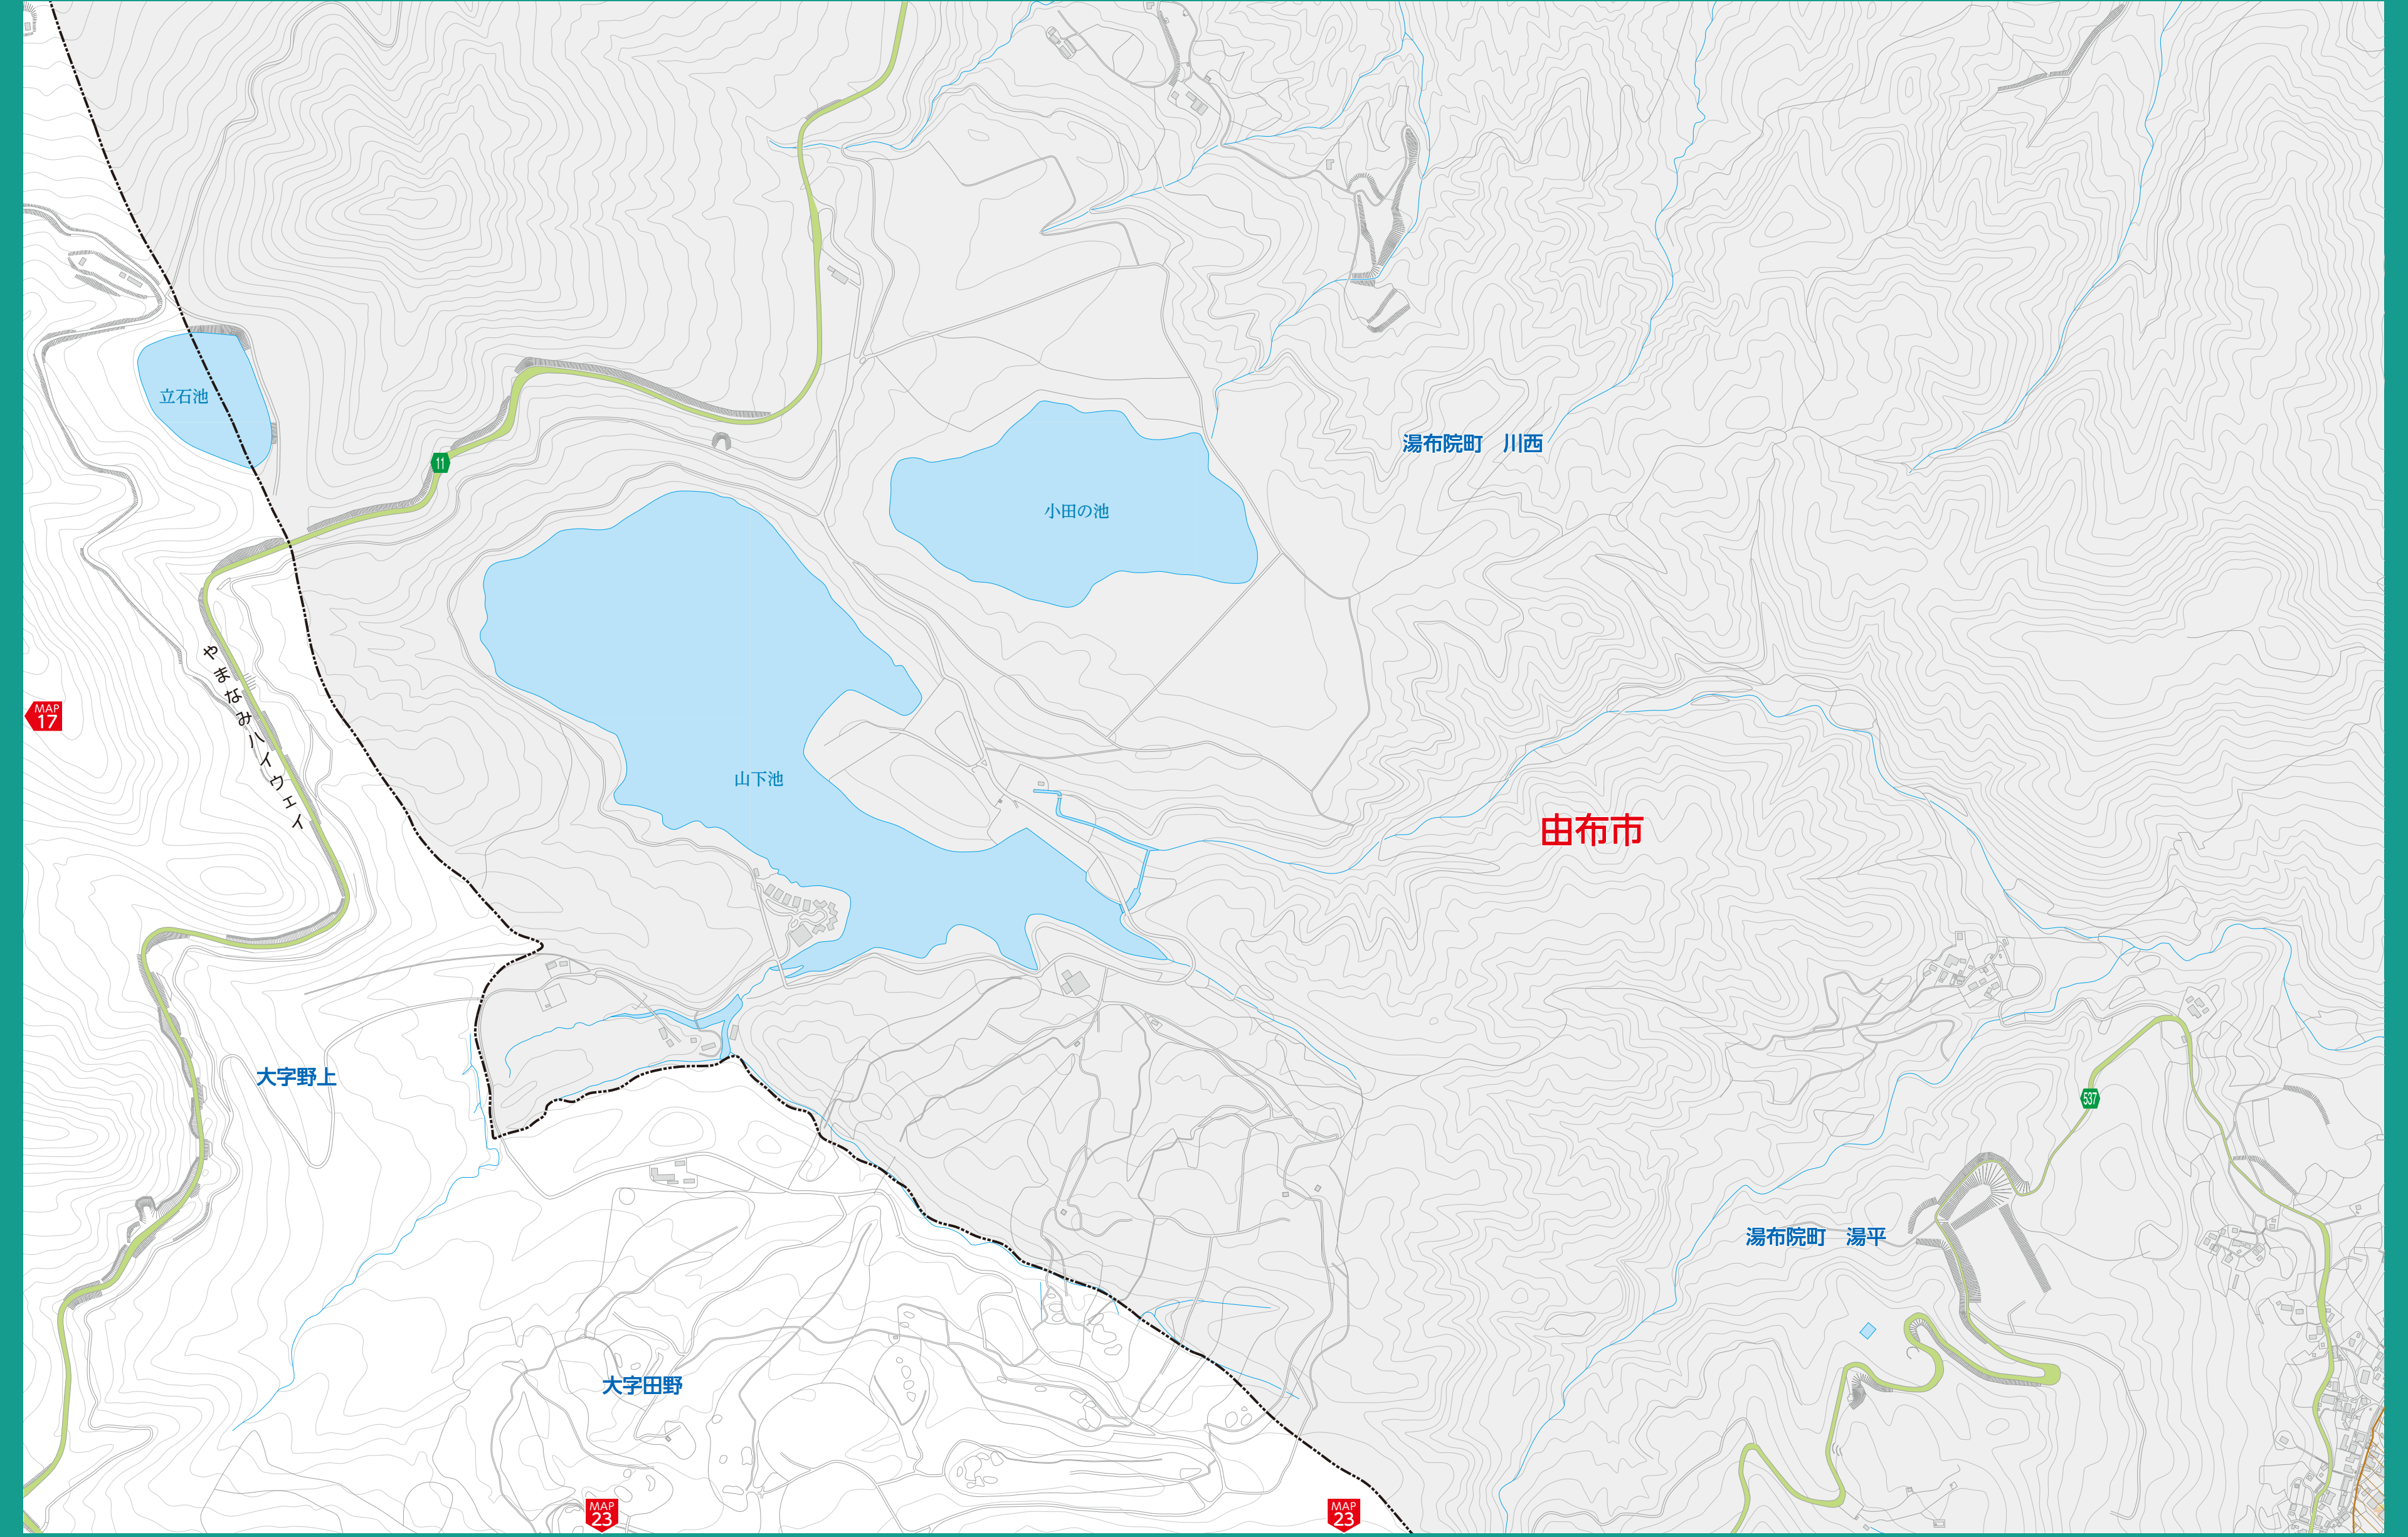 立石池
11
湯布院町　川西
小田の池
やまなみハイウェイ
MAP
17
山下池
由布市
大字野上
537
湯布院町　湯平
大字田野
MAP
23
MAP
23